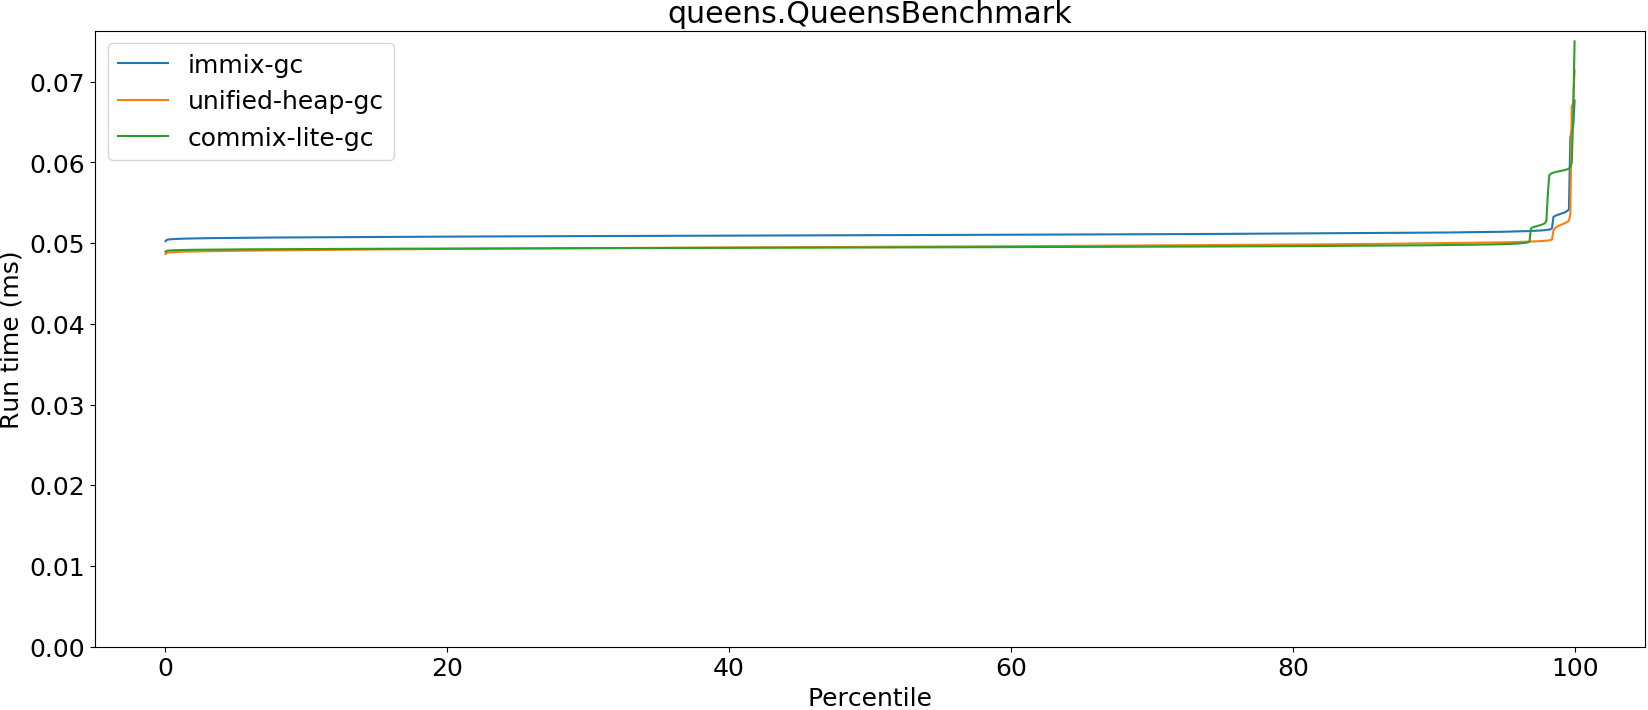 queens.QueensBenchmark
immix-gc
unified-heap-gc
commix-lite-gc
Run time (ms)
0.07
0.06
0.05
0.04
0.03
0.02
0.01
0.00
0 20 40 60 80 100
Percentile